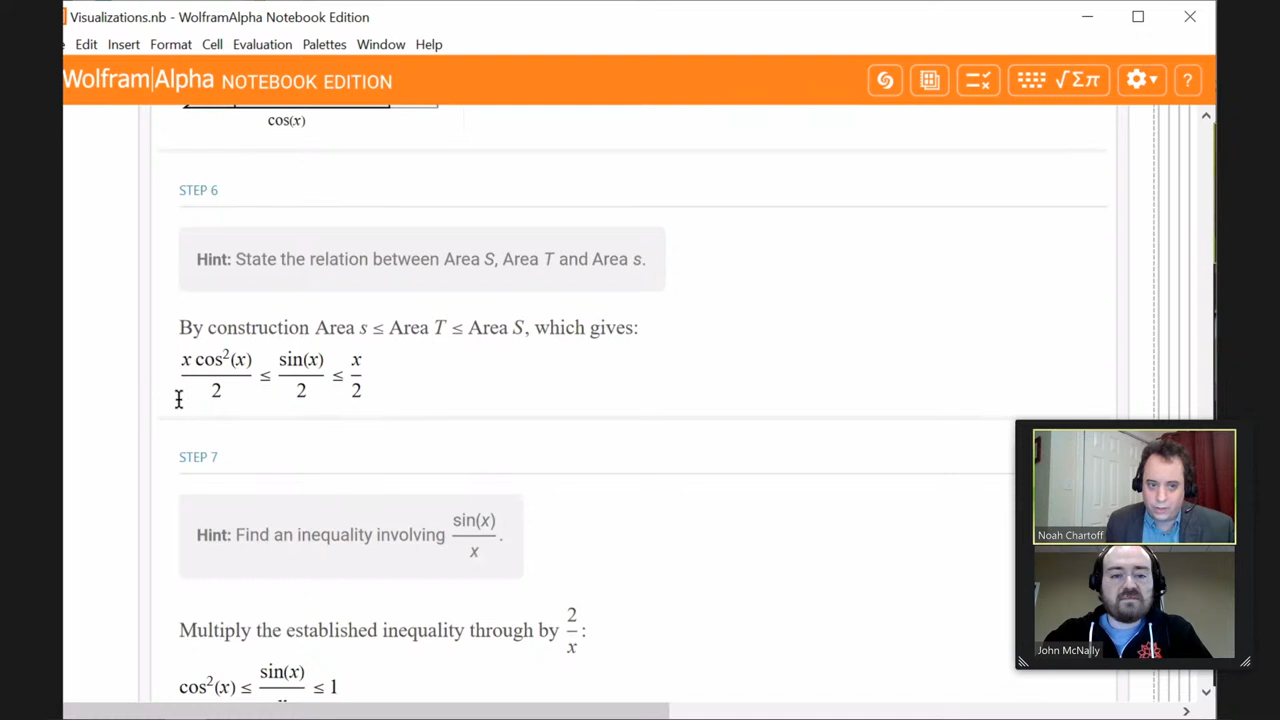 Visualizations.nb - WolframAlpha Notebook Edition
Edit Insert Format Cell Evaluation Palettes Window Help
Wolfram|Alpha NOTEBOOK EDITION
√Σπ
?
cos(x)
STEP 6
Hint: State the relation between Area S, Area T and Area s.
By construction Area s ≤ Area T ≤ Area S, which gives:
x cos²(x)/2 ≤ sin(x)/2 ≤ x/2
STEP 7
Hint: Find an inequality involving sin(x)/x.
Multiply the established inequality through by 2/x:
cos²(x) ≤ sin(x) ≤ 1
Noah Chartoff
John McNally